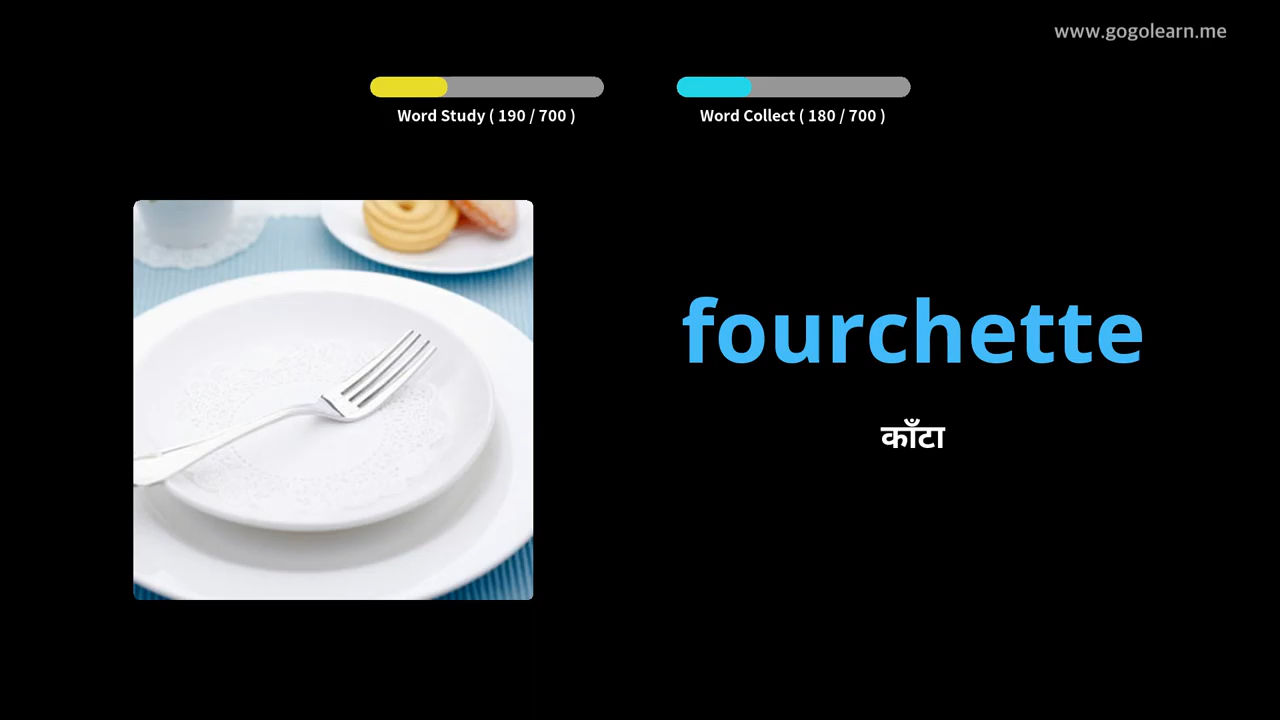 www.gogolearn.me
Word Study ( 190 / 700 )
Word Collect ( 180 / 700 )
fourchette
काँटा